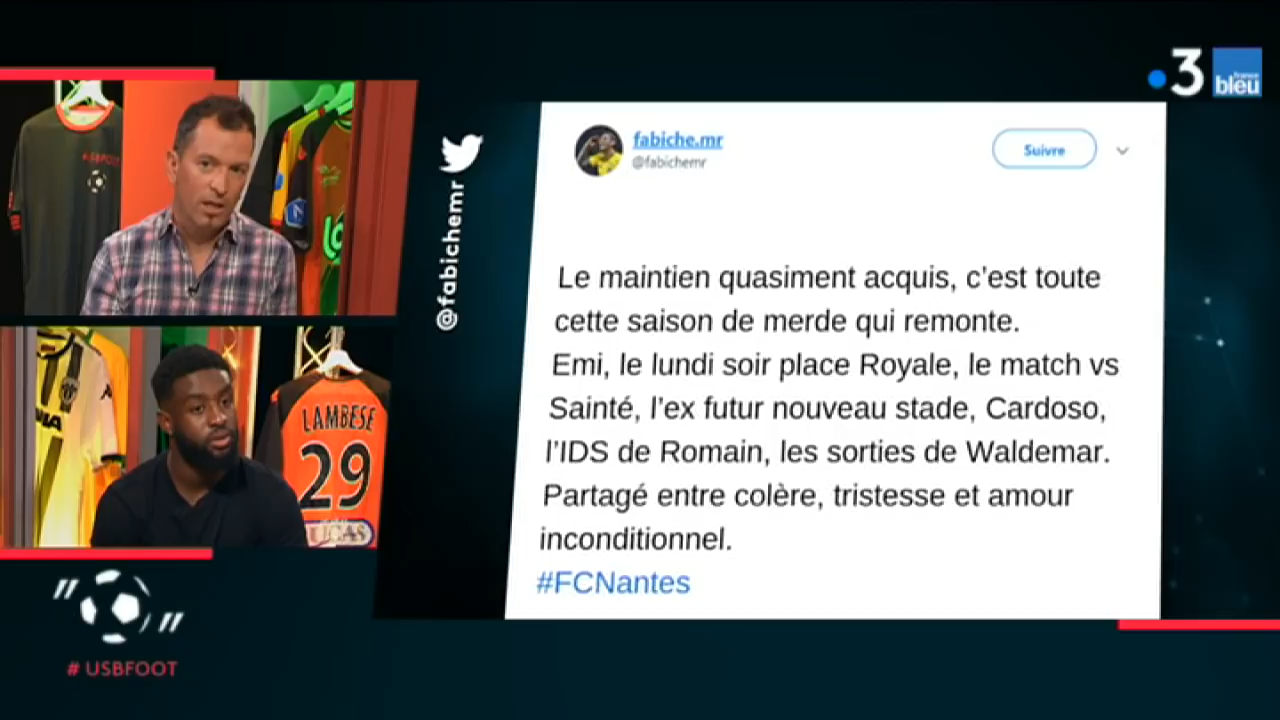 3
france
bleu
#USBFOOT
@fabichemr
fabiche.mr
@fabichemr
Suivre
Le maintien quasiment acquis, c'est toute
cette saison de merde qui remonte.
Emi, le lundi soir place Royale, le match vs
Sainté, l'ex futur nouveau stade, Cardoso,
l'IDS de Romain, les sorties de Waldemar.
Partagé entre colère, tristesse et amour
inconditionnel.
#FCNantes
LAMBESE
29
# USBFOOT